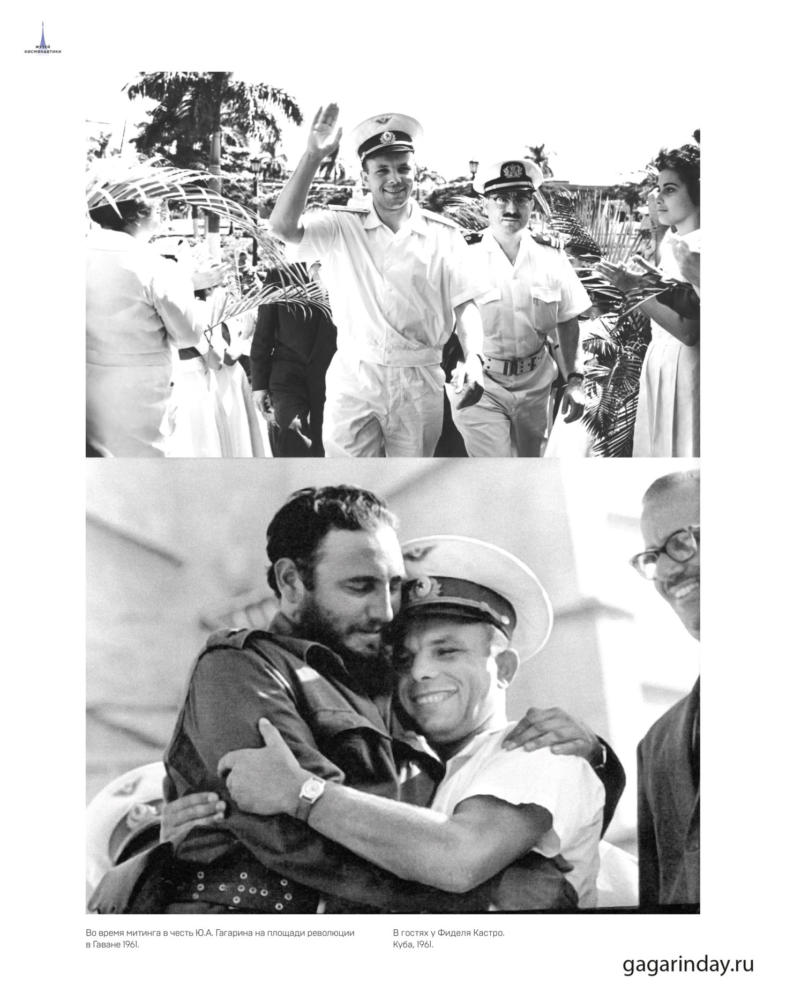 МУЗЕЙ
КОСМОНАВТИКИ
Во время митинга в честь Ю.А. Гагарина на площади революции
в Гаване 1961.
В гостях у Фиделя Кастро.
Куба, 1961.
gagarinday.ru